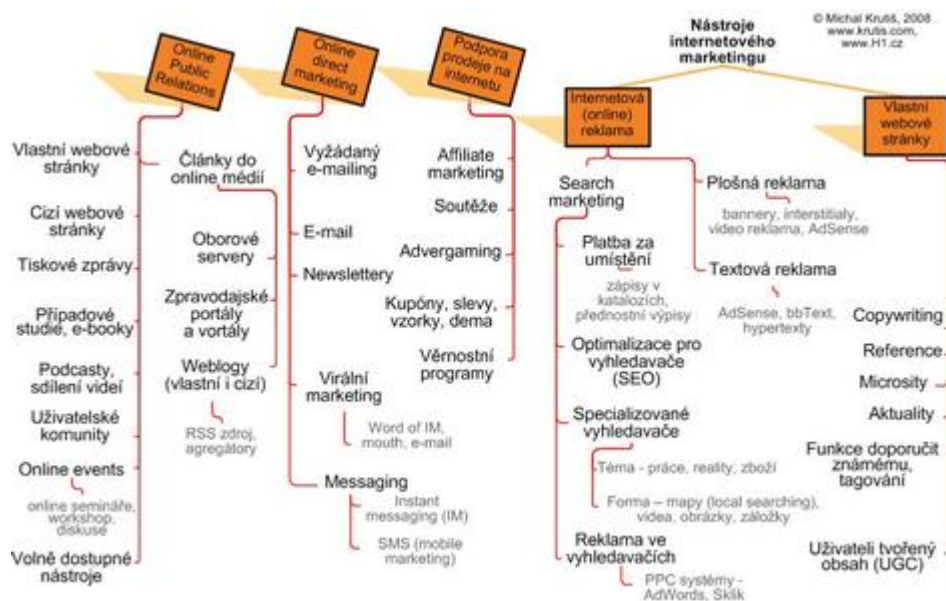 Nástroje
internetového
marketingu
© Michal Krutiš, 2008
www.krutis.com,
www.H1.cz
Online
Public
Relations
Vlastní webové
stránky
Cizí webové
stránky
Tiskové zprávy
Případové
studie, e-booky
Podcasty,
sdílení videí
Uživatelské
komunity
Online events
online semináře,
workshop,
diskuse
Volně dostupné
nástroje
Články do
online médií
Oborové
servery
Zpravodajské
portály
a vortály
Weblogy
(vlastní i cizí)
RSS zdroj,
agregátory
Online
direct
marketing
Vyžádaný
e-mailing
E-mail
Newslettery
Virální
marketing
Word of IM,
mouth, e-mail
Messaging
Instant
messaging (IM)
SMS (mobile
marketing)
Podpora
prodeje na
internetu
Affiliate
marketing
Soutěže
Advergaming
Kupóny, slevy,
vzorky, dema
Věrnostní
programy
Internetová
(online)
reklama
Search
marketing
Platba za
umístění
zápisy v
katalozích,
přednostní výpisy
Optimalizace pro
vyhledavače
(SEO)
Specializované
vyhledavače
Téma - práce, reality, zboží
Forma – mapy (local searching),
videa, obrázky, záložky
Reklama ve
vyhledavačích
PPC systémy -
AdWords, Sklik
Plošná reklama
bannery, interstitialy,
video reklama, AdSense
Textová reklama
AdSense, bbText,
hypertexty
Vlastní
webové
stránky
Copywriting
Reference
Microsity
Aktuality
Funkce doporučit
známému,
tagování
Uživateli tvořený
obsah (UGC)